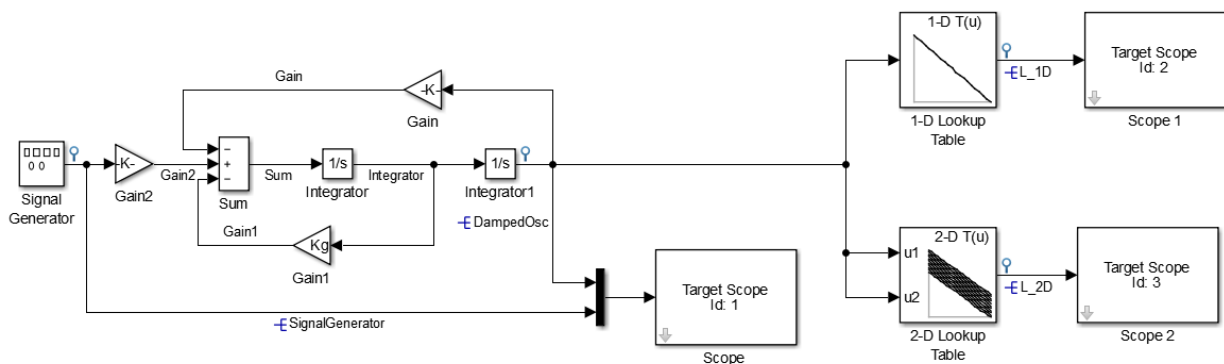 1-D T(u)
L_1D
Target Scope
Id: 2
1-D Lookup
Table
Scope 1
Gain
-K-
Gain
Signal
Generator
-K-
Gain2
Gain2
−
+
−
Sum
Sum
1/s
Integrator
Integrator
1/s
Integrator1
DampedOsc
Gain1
Kg
Gain1
SignalGenerator
Target Scope
Id: 1
Scope
2-D T(u)
u1
u2
L_2D
Target Scope
Id: 3
2-D Lookup
Table
Scope 2